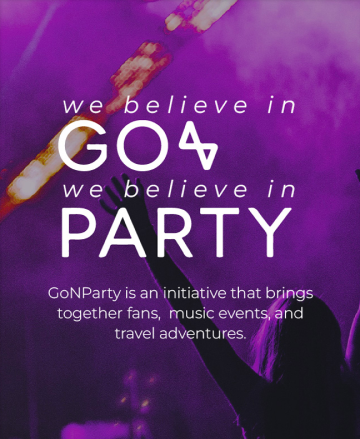 we believe in
GON
we believe in
PARTY
GoNParty is an initiative that brings
together fans, music events, and
travel adventures.